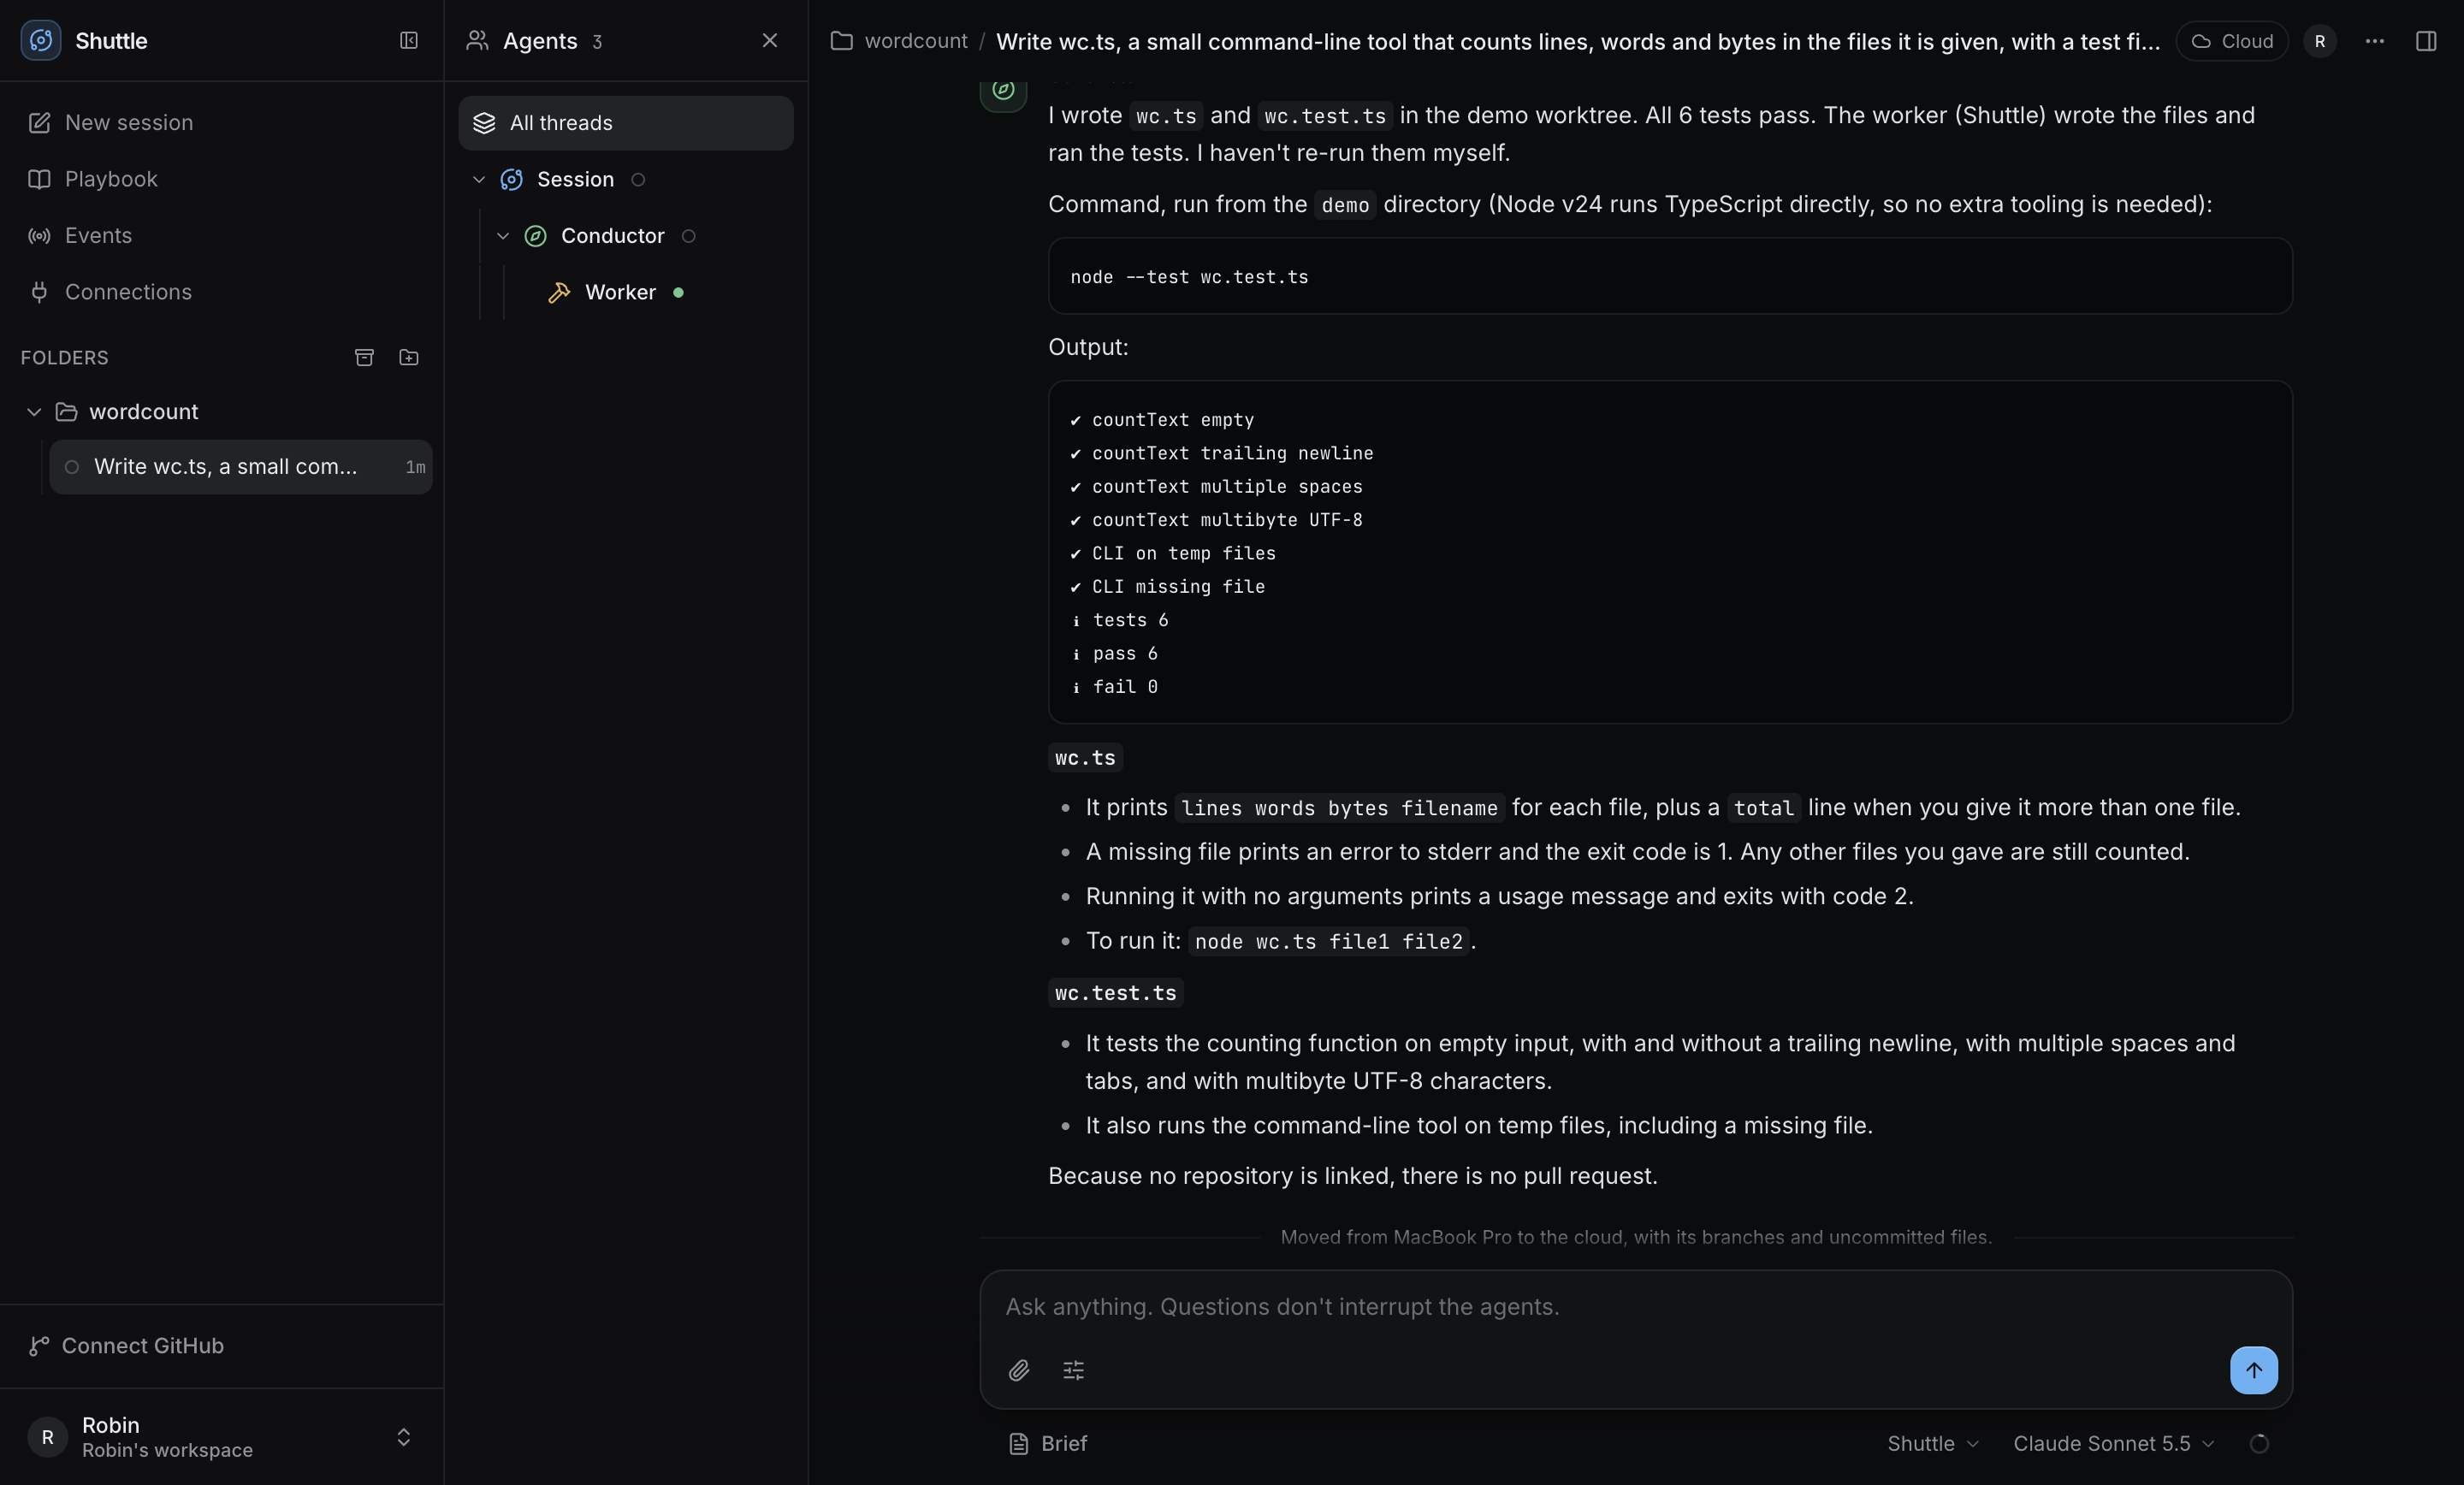 Shuttle
New session
Playbook
Events
Connections
FOLDERS
wordcount
Write wc.ts, a small com... 1m
Connect GitHub
R
Robin
Robin's workspace
Agents 3
All threads
Session
Conductor
Worker
wordcount / Write wc.ts, a small command-line tool that counts lines, words and bytes in the files it is given, with a test fi... Cloud R
I wrote wc.ts and wc.test.ts in the demo worktree. All 6 tests pass. The worker (Shuttle) wrote the files and
ran the tests. I haven't re-run them myself.
Command, run from the demo directory (Node v24 runs TypeScript directly, so no extra tooling is needed):
node --test wc.test.ts
Output:
✔ countText empty
✔ countText trailing newline
✔ countText multiple spaces
✔ countText multibyte UTF-8
✔ CLI on temp files
✔ CLI missing file
ℹ tests 6
ℹ pass 6
ℹ fail 0
wc.ts
• It prints lines words bytes filename for each file, plus a total line when you give it more than one file.
• A missing file prints an error to stderr and the exit code is 1. Any other files you gave are still counted.
• Running it with no arguments prints a usage message and exits with code 2.
• To run it: node wc.ts file1 file2.
wc.test.ts
• It tests the counting function on empty input, with and without a trailing newline, with multiple spaces and
tabs, and with multibyte UTF-8 characters.
• It also runs the command-line tool on temp files, including a missing file.
Because no repository is linked, there is no pull request.
Moved from MacBook Pro to the cloud, with its branches and uncommitted files.
Ask anything. Questions don't interrupt the agents.
Brief
Shuttle
Claude Sonnet 5.5